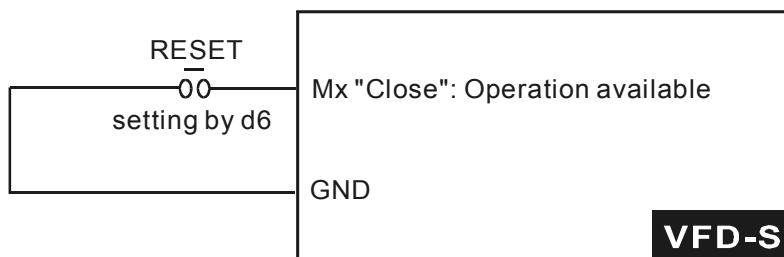 RESET
Mx "Close": Operation available
setting by d6
GND
VFD-S